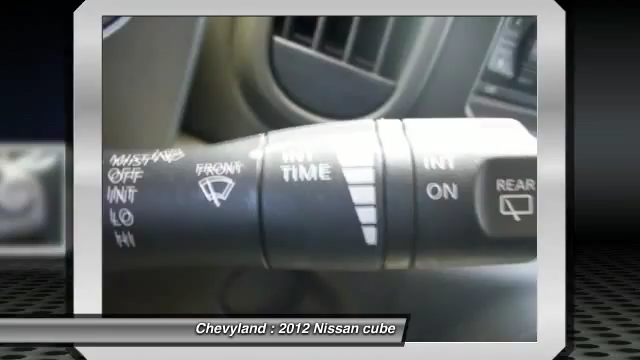 MIST
OFF
INT
LO
HI
FRONT
INT
TIME
INT
ON
REAR
Chevyland : 2012 Nissan cube